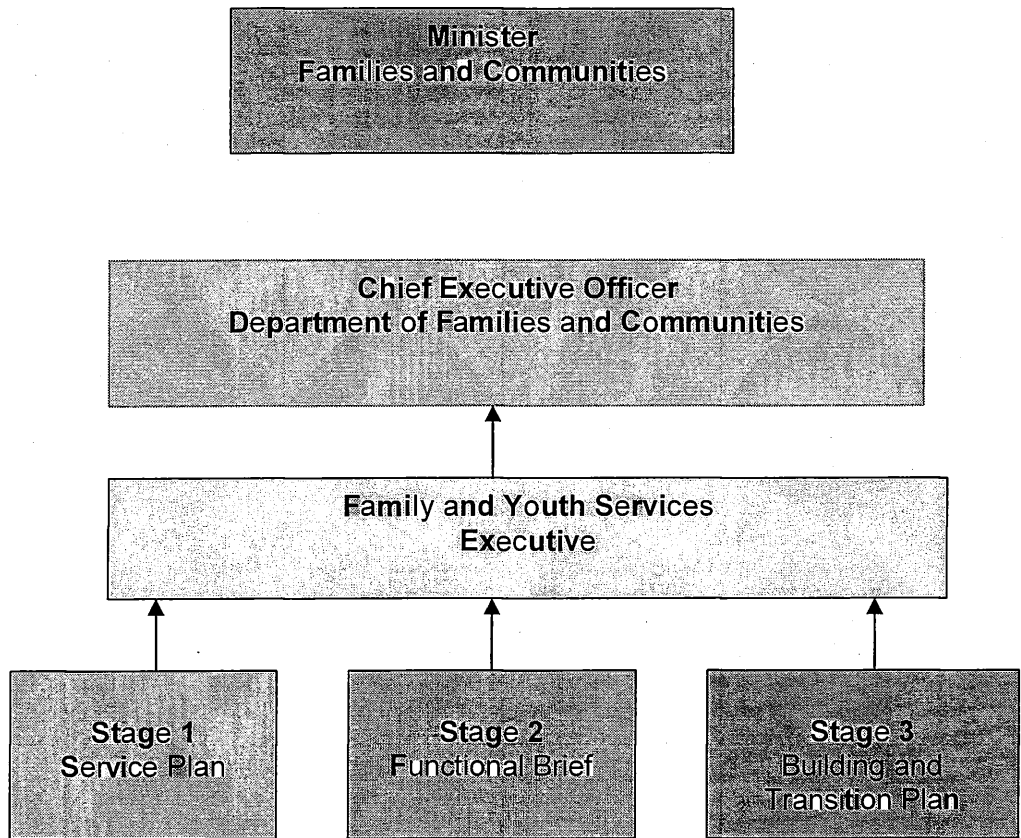 Minister
Families and Communities
Chief Executive Officer
Department of Families and Communities
Family and Youth Services
Executive
Stage 1
Service Plan
Stage 2
Functional Brief
Stage 3
Building and
Transition Plan